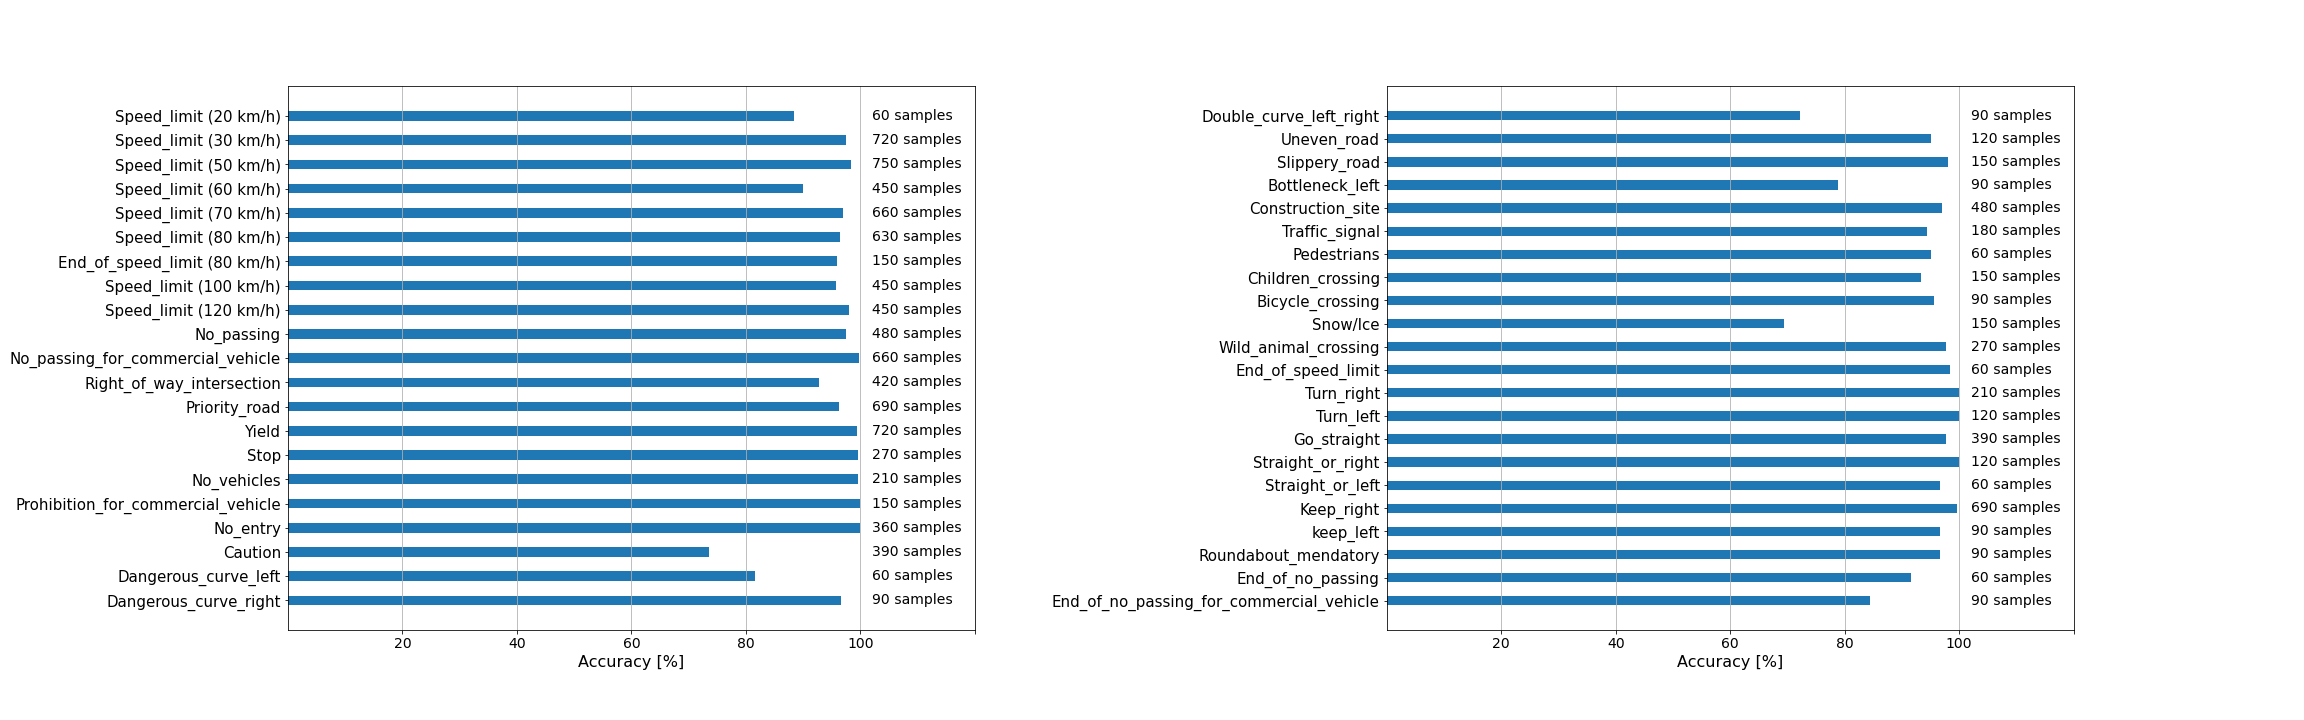 Speed_limit (20 km/h) 60 samples
Speed_limit (30 km/h) 720 samples
Speed_limit (50 km/h) 750 samples
Speed_limit (60 km/h) 450 samples
Speed_limit (70 km/h) 660 samples
Speed_limit (80 km/h) 630 samples
End_of_speed_limit (80 km/h) 150 samples
Speed_limit (100 km/h) 450 samples
Speed_limit (120 km/h) 450 samples
No_passing 480 samples
No_passing_for_commercial_vehicle 660 samples
Right_of_way_intersection 420 samples
Priority_road 690 samples
Yield 720 samples
Stop 270 samples
No_vehicles 210 samples
Prohibition_for_commercial_vehicle 150 samples
No_entry 360 samples
Caution 390 samples
Dangerous_curve_left 60 samples
Dangerous_curve_right 90 samples
20 40 60 80 100
Accuracy [%]
Double_curve_left_right 90 samples
Uneven_road 120 samples
Slippery_road 150 samples
Bottleneck_left 90 samples
Construction_site 480 samples
Traffic_signal 180 samples
Pedestrians 60 samples
Children_crossing 150 samples
Bicycle_crossing 90 samples
Snow/Ice 150 samples
Wild_animal_crossing 270 samples
End_of_speed_limit 60 samples
Turn_right 210 samples
Turn_left 120 samples
Go_straight 390 samples
Straight_or_right 120 samples
Straight_or_left 60 samples
Keep_right 690 samples
keep_left 90 samples
Roundabout_mendatory 90 samples
End_of_no_passing 60 samples
End_of_no_passing_for_commercial_vehicle 90 samples
20 40 60 80 100
Accuracy [%]